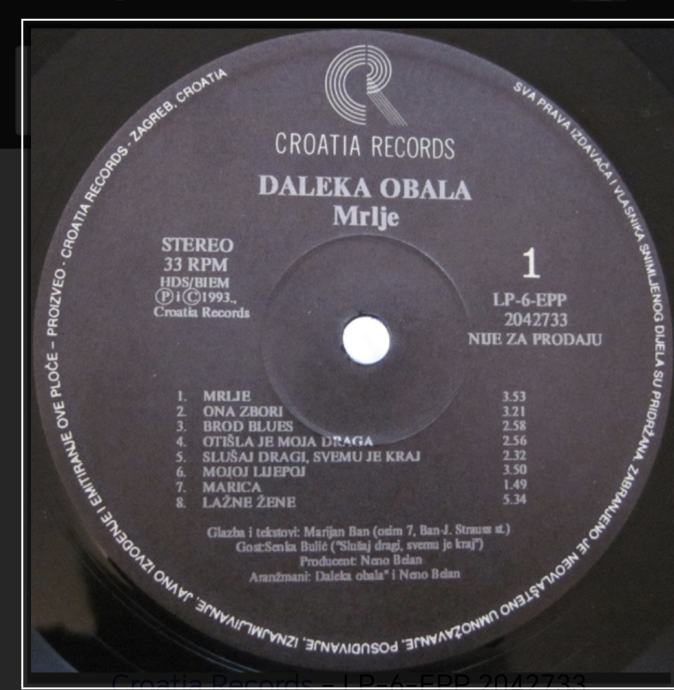 CROATIA RECORDS
DALEKA OBALA
Mrlje
STEREO
33 RPM
HDS/BIEM
Ⓟ i Ⓒ 1993.,
Croatia Records
1
LP-6-EPP
2042733
NIJE ZA PRODAJU
1. MRLJE 3.53
2. ONA ZBORI 3.21
3. BROD BLUES 2.58
4. OTIŠLA JE MOJA DRAGA 2.56
5. SLUŠAJ DRAGI, SVEMU JE KRAJ 2.32
6. MOJOJ LIJEPOJ 3.50
7. MARICA 1.49
8. LAŽNE ŽENE 5.34
Glazba i tekstovi: Marijan Ban (osim 7, Ban-J. Strauss st.)
Gost:Senka Bulić ("Slušaj dragi, svemu je kraj")
Producent: Neno Belan
Aranžmani: Daleka obala" i Neno Belan
SVA PRAVA IZDAVAČA I VLASNIKA SNIMLJENOG DIJELA SU PRIDRŽANA. ZABRANJENO JE NEOVLAŠTENO UMNOŽAVANJE, POSUĐIVANJE, IZNAJMLJIVANJE, JAVNO IZVOĐENJE I EMITIRANJE OVE PLOČE – PROIZVEO · CROATIA RECORDS · ZAGREB, CROATIA
Croatia Records – LP-6-EPP 2042733